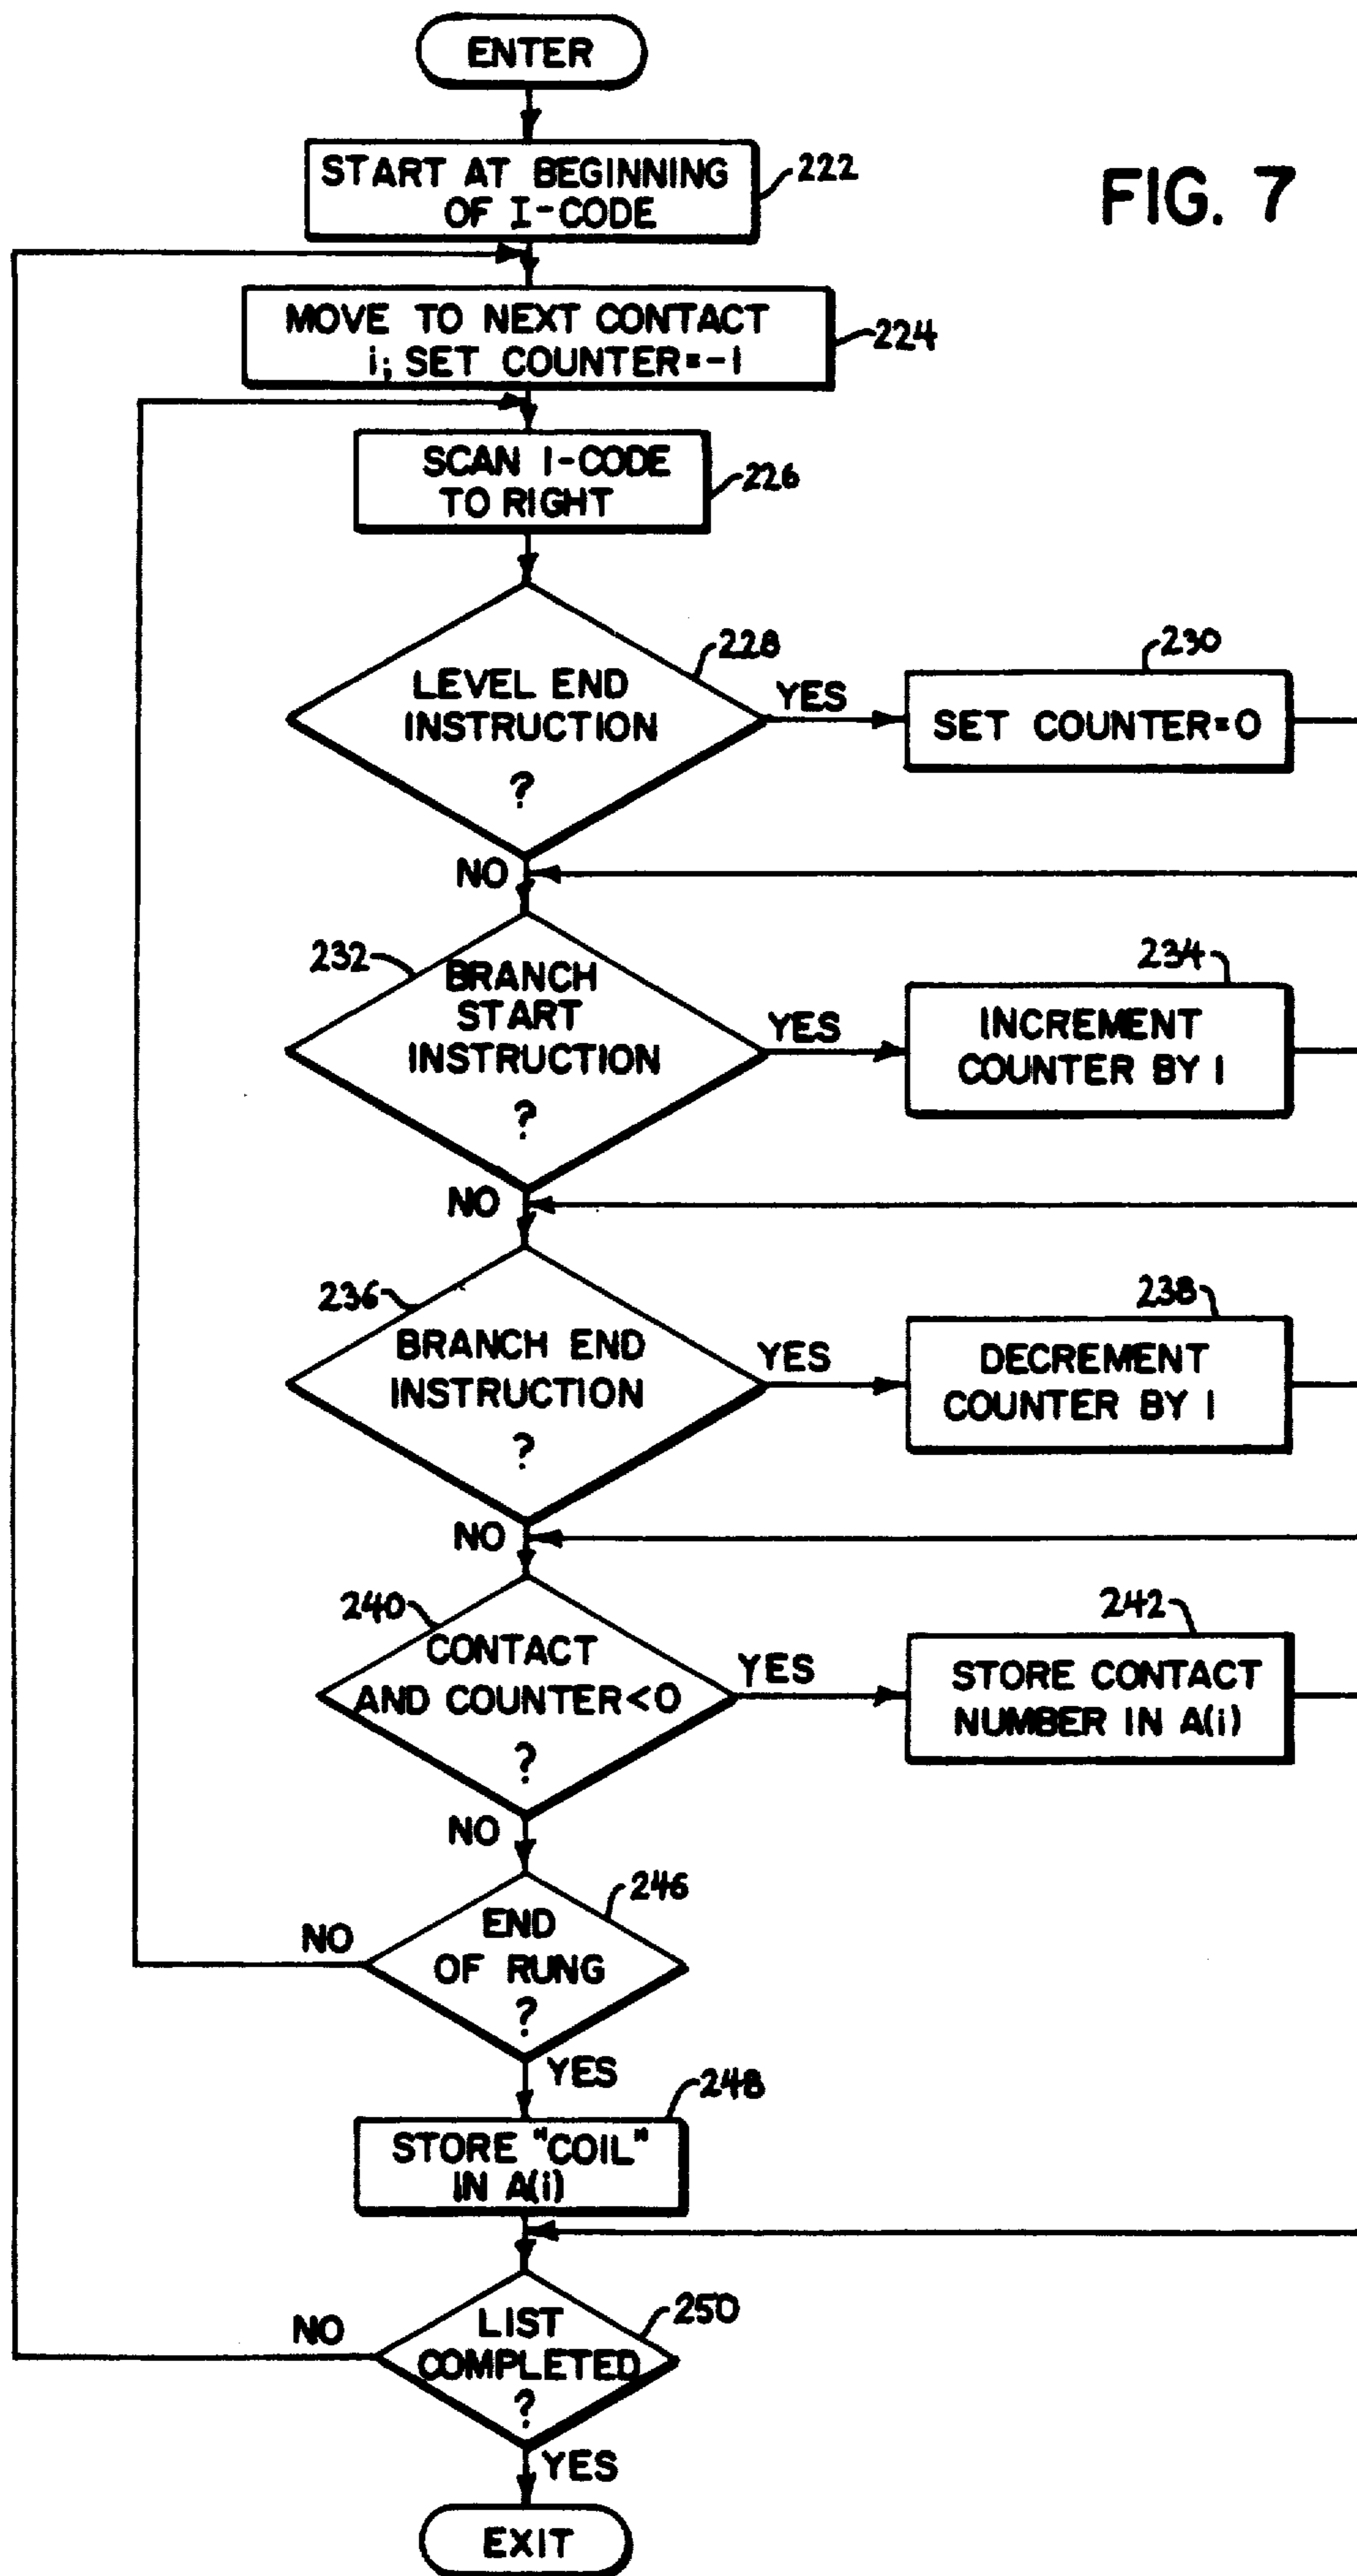 ENTER
START AT BEGINNING
OF I-CODE
222
FIG. 7
MOVE TO NEXT CONTACT
i; SET COUNTER=-1
224
SCAN I-CODE
TO RIGHT
226
LEVEL END
INSTRUCTION
?
228
YES
230
SET COUNTER=0
NO
232
BRANCH
START
INSTRUCTION
?
YES
234
INCREMENT
COUNTER BY 1
NO
236
BRANCH END
INSTRUCTION
?
YES
238
DECREMENT
COUNTER BY 1
NO
240
CONTACT
AND COUNTER<0
?
YES
242
STORE CONTACT
NUMBER IN A(i)
NO
246
END
OF RUNG
?
NO
YES
248
STORE "COIL"
IN A(i)
250
LIST
COMPLETED
?
NO
YES
EXIT